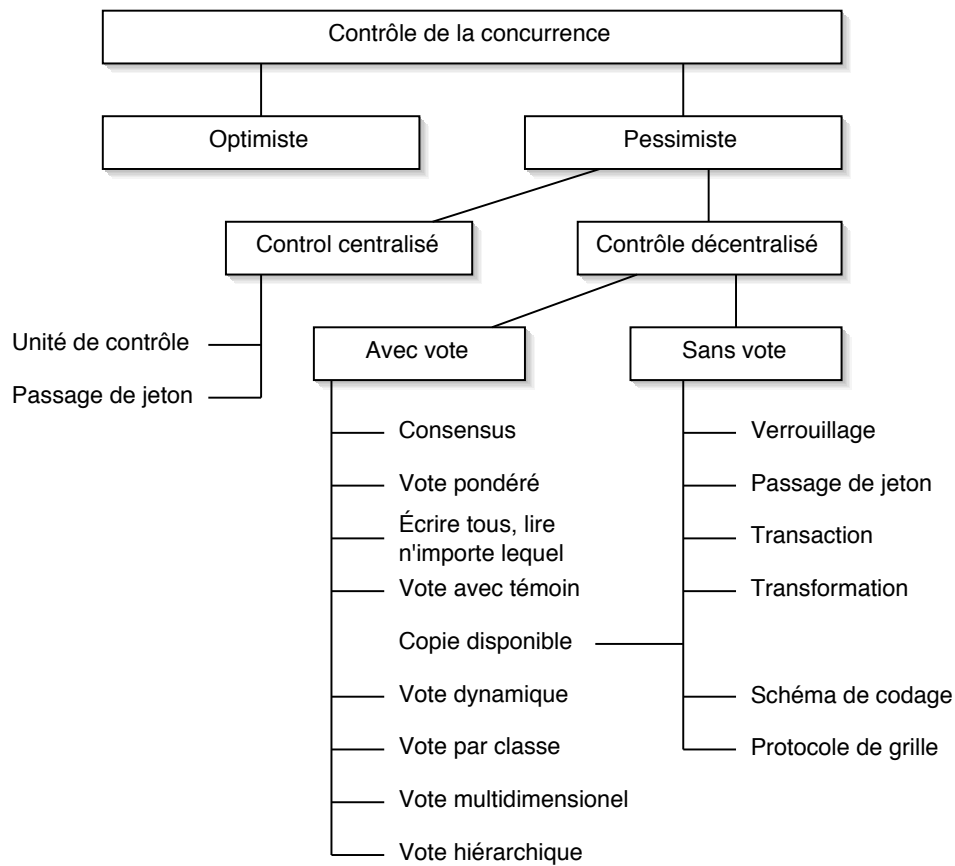 Contrôle de la concurrence
Optimiste
Pessimiste
Control centralisé
Contrôle décentralisé
Unité de contrôle
Passage de jeton
Avec vote
Sans vote
Consensus
Vote pondéré
Écrire tous, lire
n'importe lequel
Vote avec témoin
Copie disponible
Vote dynamique
Vote par classe
Vote multidimensionel
Vote hiérarchique
Verrouillage
Passage de jeton
Transaction
Transformation
Schéma de codage
Protocole de grille